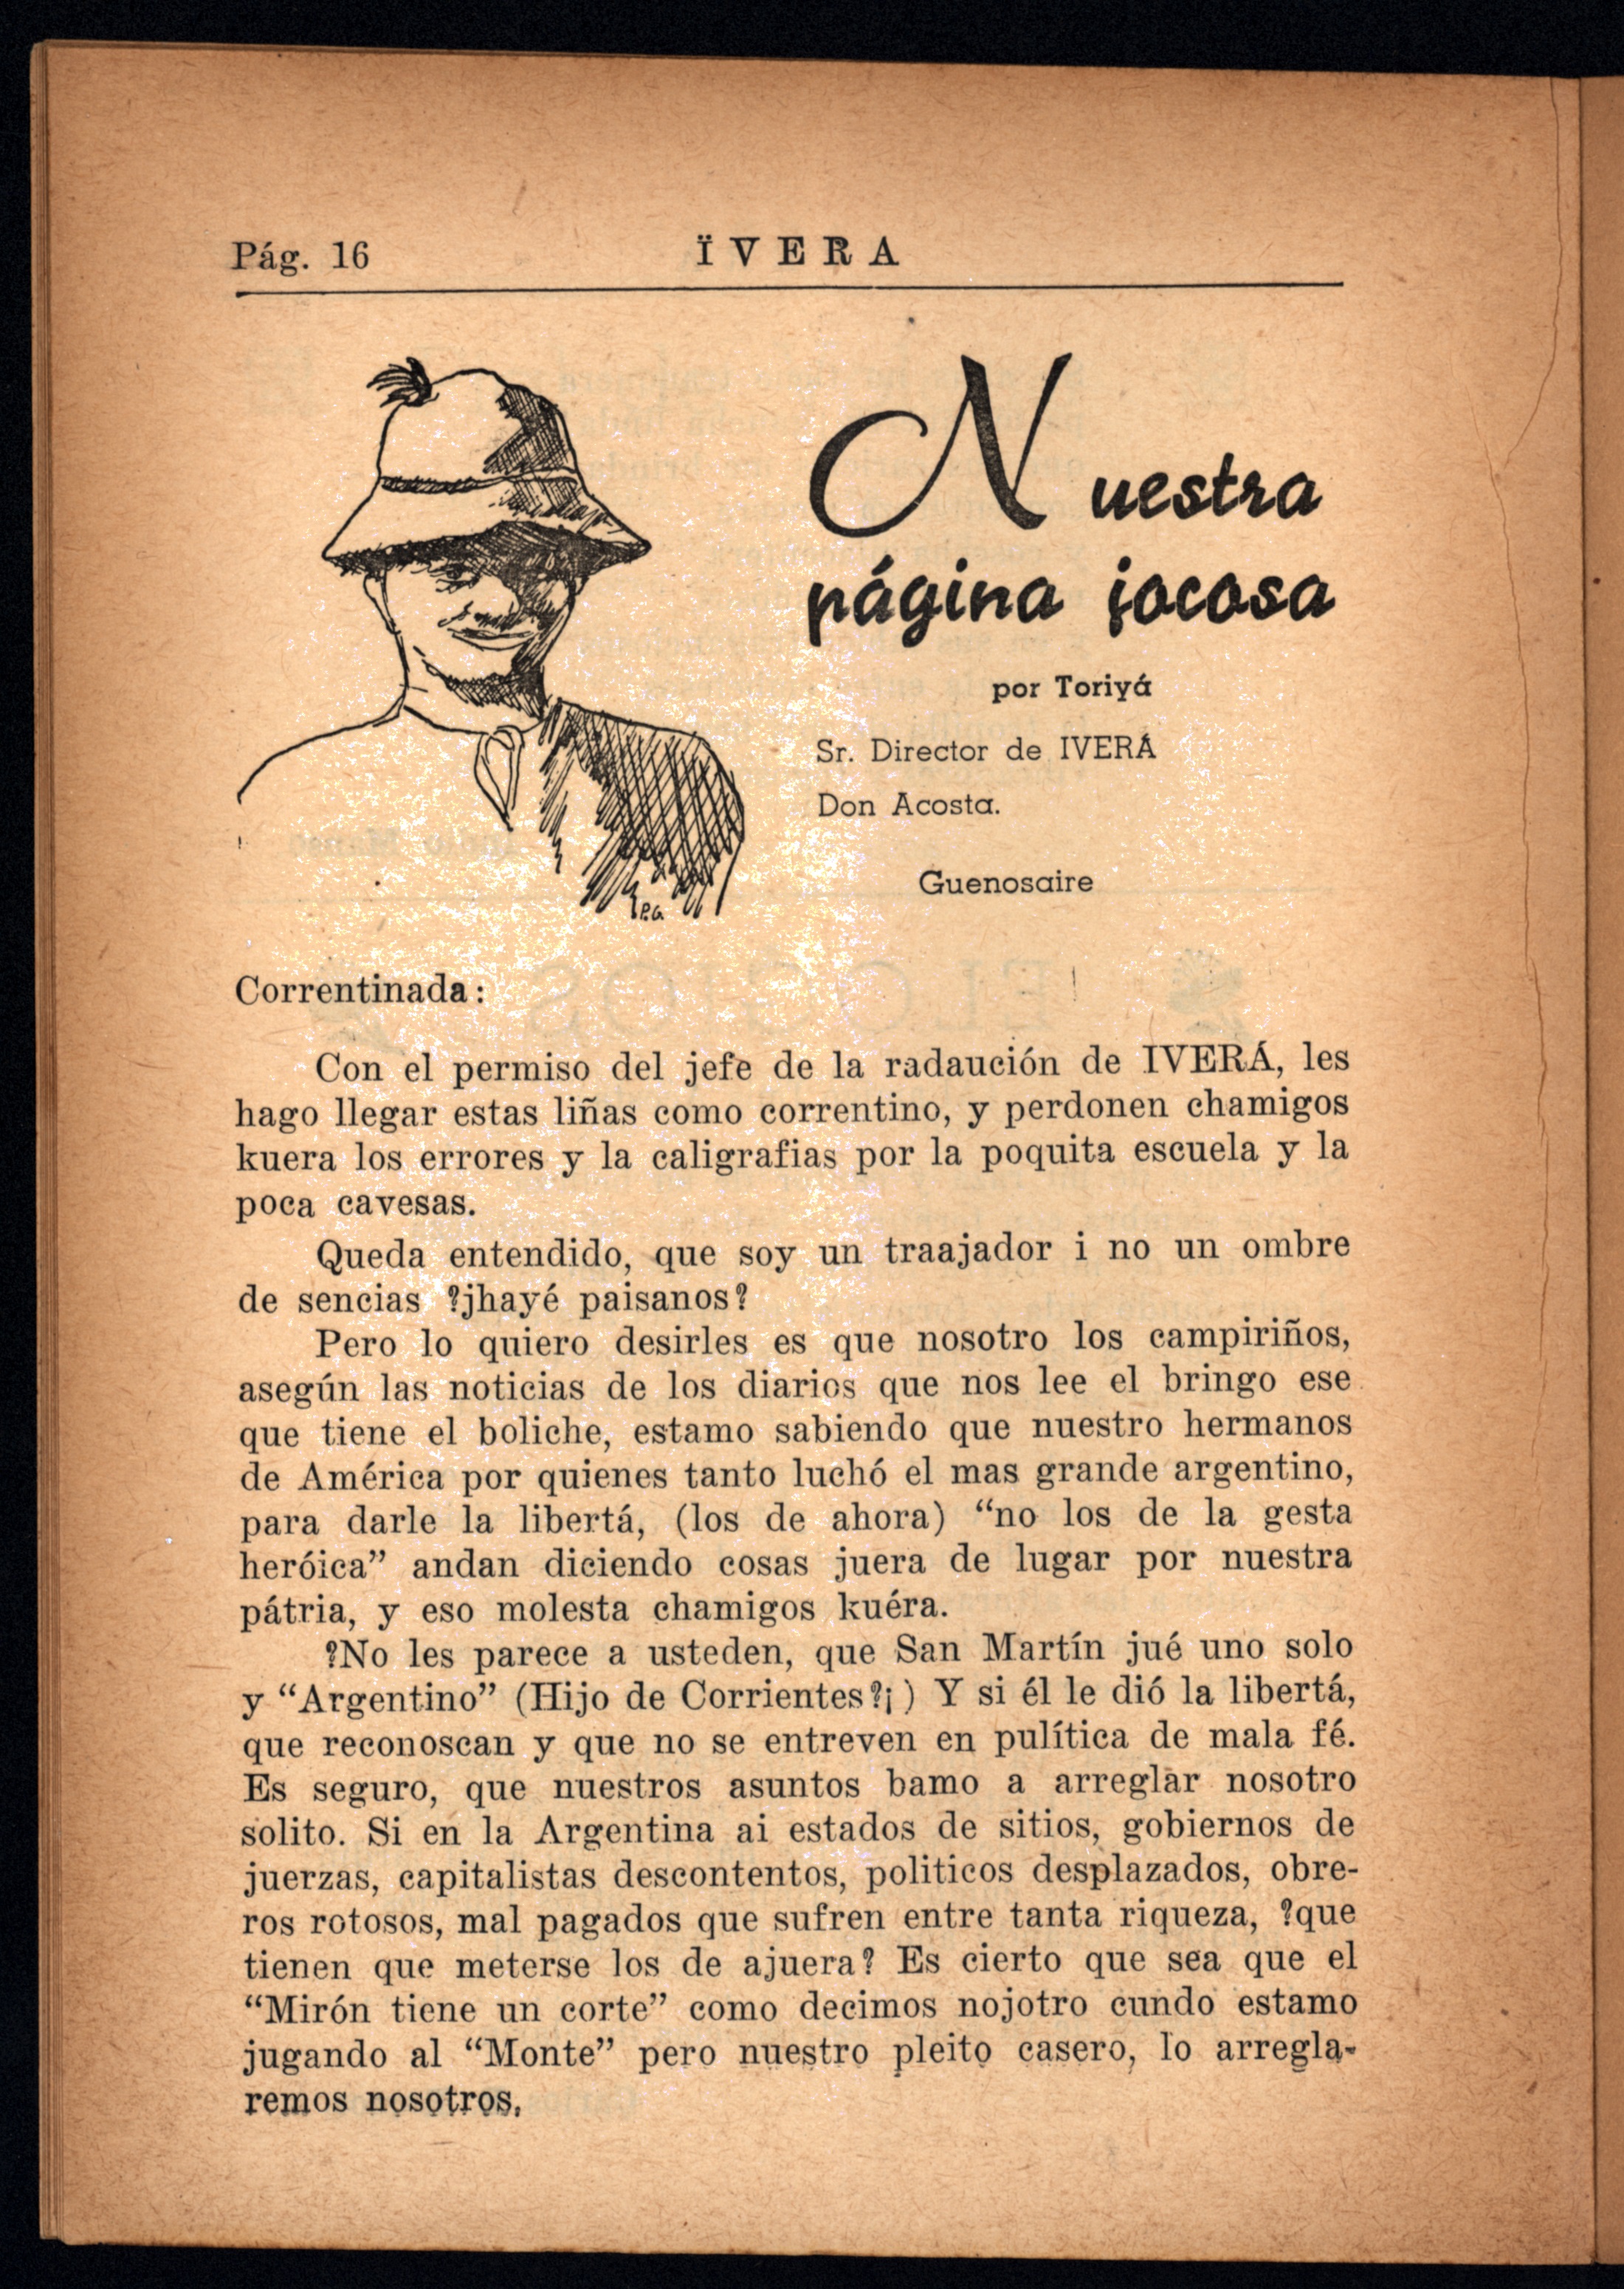 Pág. 16
ÏVERA
Nuestra
página jocosa
por Toriyá
Sr. Director de IVERÁ
Don Acosta.
Guenosaire
P.G.
Correntinada:
Con el permiso del jefe de la radaución de IVERÁ, les
hago llegar estas liñas como correntino, y perdonen chamigos
kuera los errores y la caligrafias por la poquita escuela y la
poca cavesas.
Queda entendido, que soy un traajador i no un ombre
de sencias ?jhayé paisanos?
Pero lo quiero desirles es que nosotro los campiriños,
asegún las noticias de los diarios que nos lee el bringo ese
que tiene el boliche, estamo sabiendo que nuestro hermanos
de América por quienes tanto luchó el mas grande argentino,
para darle la libertá, (los de ahora) “no los de la gesta
heróica” andan diciendo cosas juera de lugar por nuestra
pátria, y eso molesta chamigos kuéra.
?No les parece a usteden, que San Martín jué uno solo
y “Argentino” (Hijo de Corrientes?¡) Y si él le dió la libertá,
que reconoscan y que no se entreven en pulítica de mala fé.
Es seguro, que nuestros asuntos bamo a arreglar nosotro
solito. Si en la Argentina ai estados de sitios, gobiernos de
juerzas, capitalistas descontentos, politicos desplazados, obre-
ros rotosos, mal pagados que sufren entre tanta riqueza, ?que
tienen que meterse los de ajuera? Es cierto que sea que el
“Mirón tiene un corte” como decimos nojotro cundo estamo
jugando al “Monte” pero nuestro pleito casero, lo arregla-
remos nosotros.